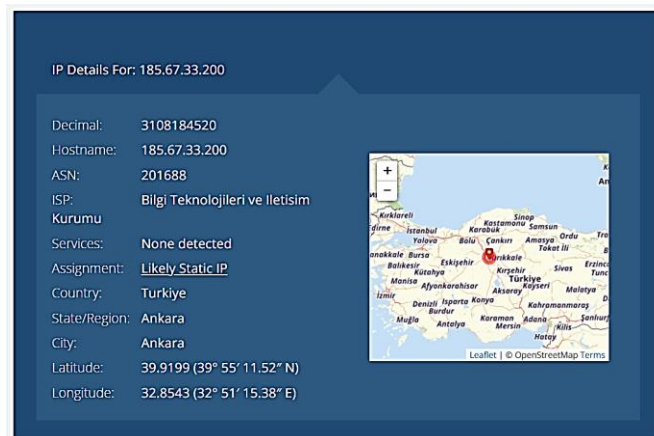 IP Details For: 185.67.33.200
Decimal: 3108184520
Hostname: 185.67.33.200
ASN: 201688
ISP: Bilgi Teknolojileri ve Iletisim
Kurumu
Services: None detected
Assignment: Likely Static IP
Country: Turkiye
State/Region: Ankara
City: Ankara
Latitude: 39.9199 (39° 55′ 11.52″ N)
Longitude: 32.8543 (32° 51′ 15.38″ E)
+
−
Kırklareli
Sinop
Kastamonu Samsun
İstanbul Karabük
Ordu
Yalova Bolu Çankırı Amasya
Tokat
Bursa
Balıkesir Eskişehir
Kütahya Kırşehir Sivas
Manisa
Türkiye
Afyonkarahisar Aksaray Kayseri Malatya
İzmir
Denizli Isparta Konya Kahramanmaraş
Burdur
Muğla Karaman Adana
Antalya Mersin Kilis
Hatay
Leaflet | © OpenStreetMap Terms